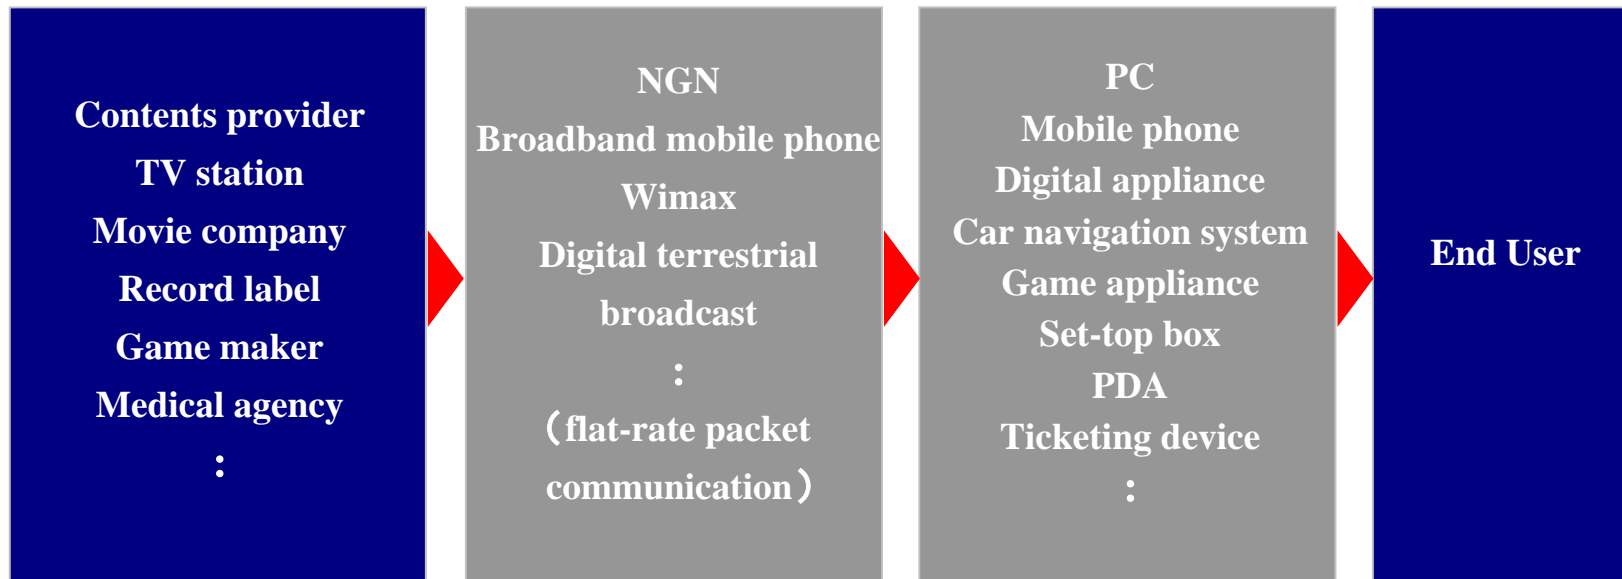 Contents provider
TV station
Movie company
Record label
Game maker
Medical agency
：
NGN
Broadband mobile phone
Wimax
Digital terrestrial
broadcast
：
（flat-rate packet
communication）
PC
Mobile phone
Digital appliance
Car navigation system
Game appliance
Set-top box
PDA
Ticketing device
：
End User